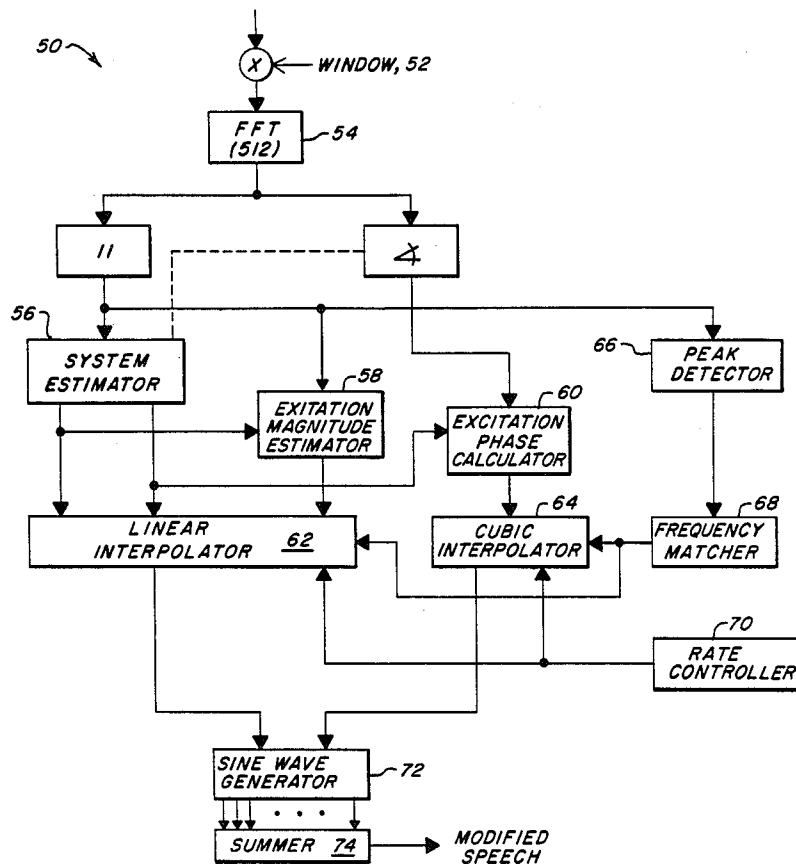 50
X
WINDOW, 52
FFT
(512)
54
||
∡
56
SYSTEM
ESTIMATOR
66
PEAK
DETECTOR
58
EXITATION
MAGNITUDE
ESTIMATOR
60
EXCITATION
PHASE
CALCULATOR
LINEAR
INTERPOLATOR 62
64
CUBIC
INTERPOLATOR
68
FREQUENCY
MATCHER
70
RATE
CONTROLLER
SINE WAVE
GENERATOR
72
• • •
SUMMER 74
MODIFIED
SPEECH